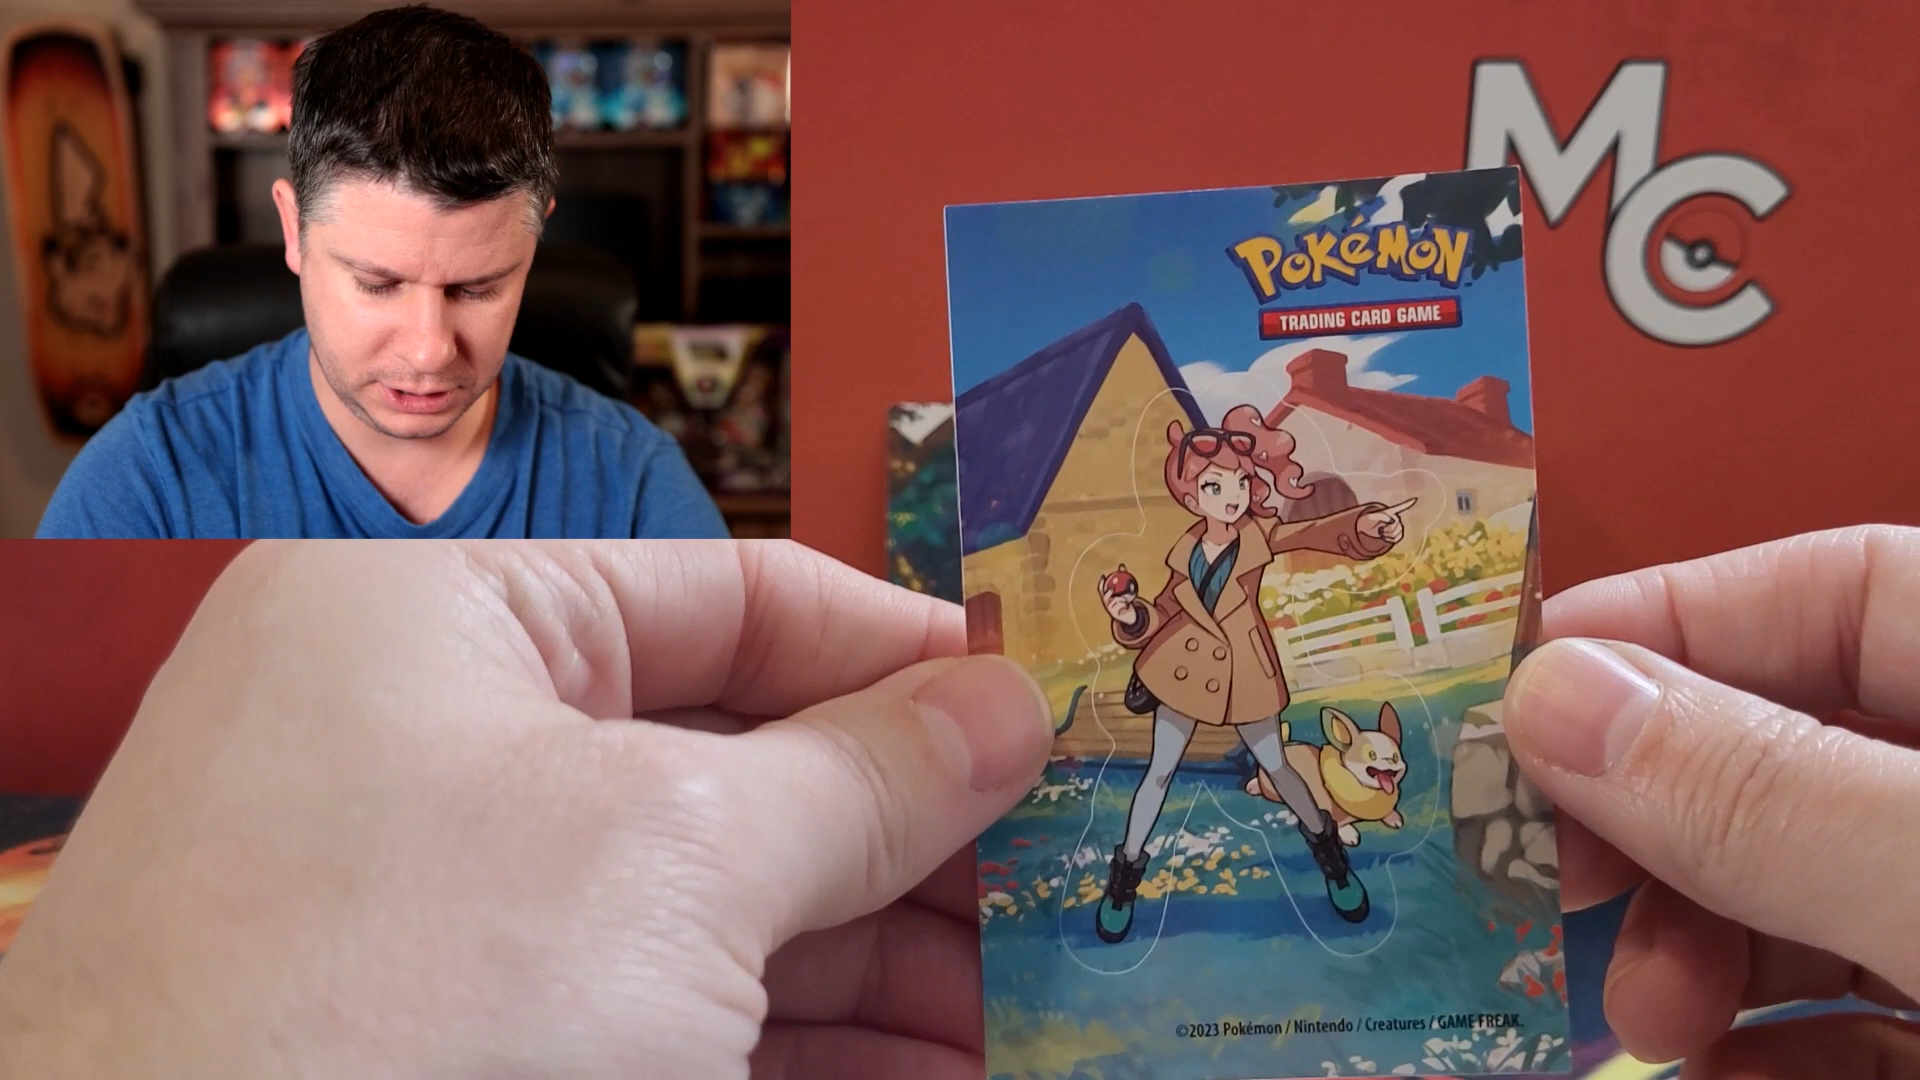 MC
POKéMON
TRADING CARD GAME
©2023 Pokémon / Nintendo / Creatures / GAME FREAK.